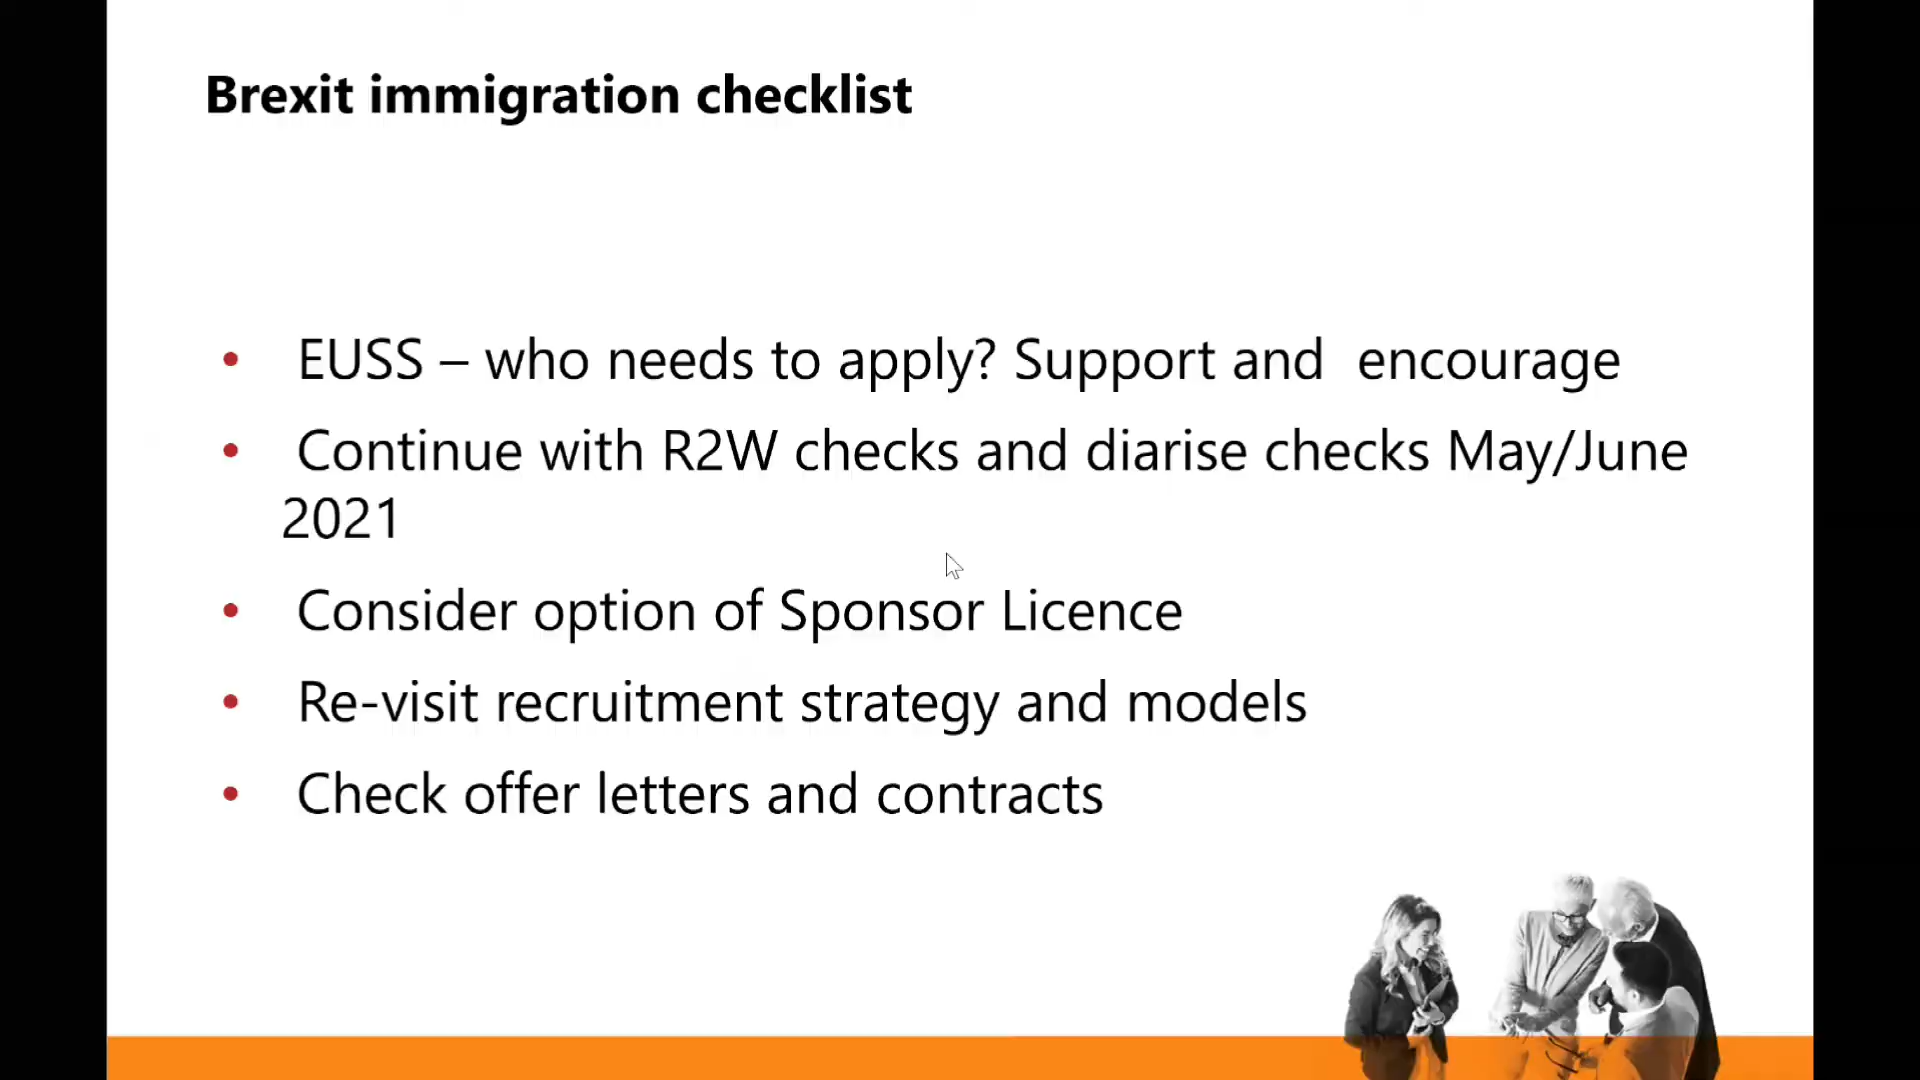 Brexit immigration checklist
• EUSS – who needs to apply? Support and  encourage
• Continue with R2W checks and diarise checks May/June
2021
• Consider option of Sponsor Licence
• Re-visit recruitment strategy and models
• Check offer letters and contracts